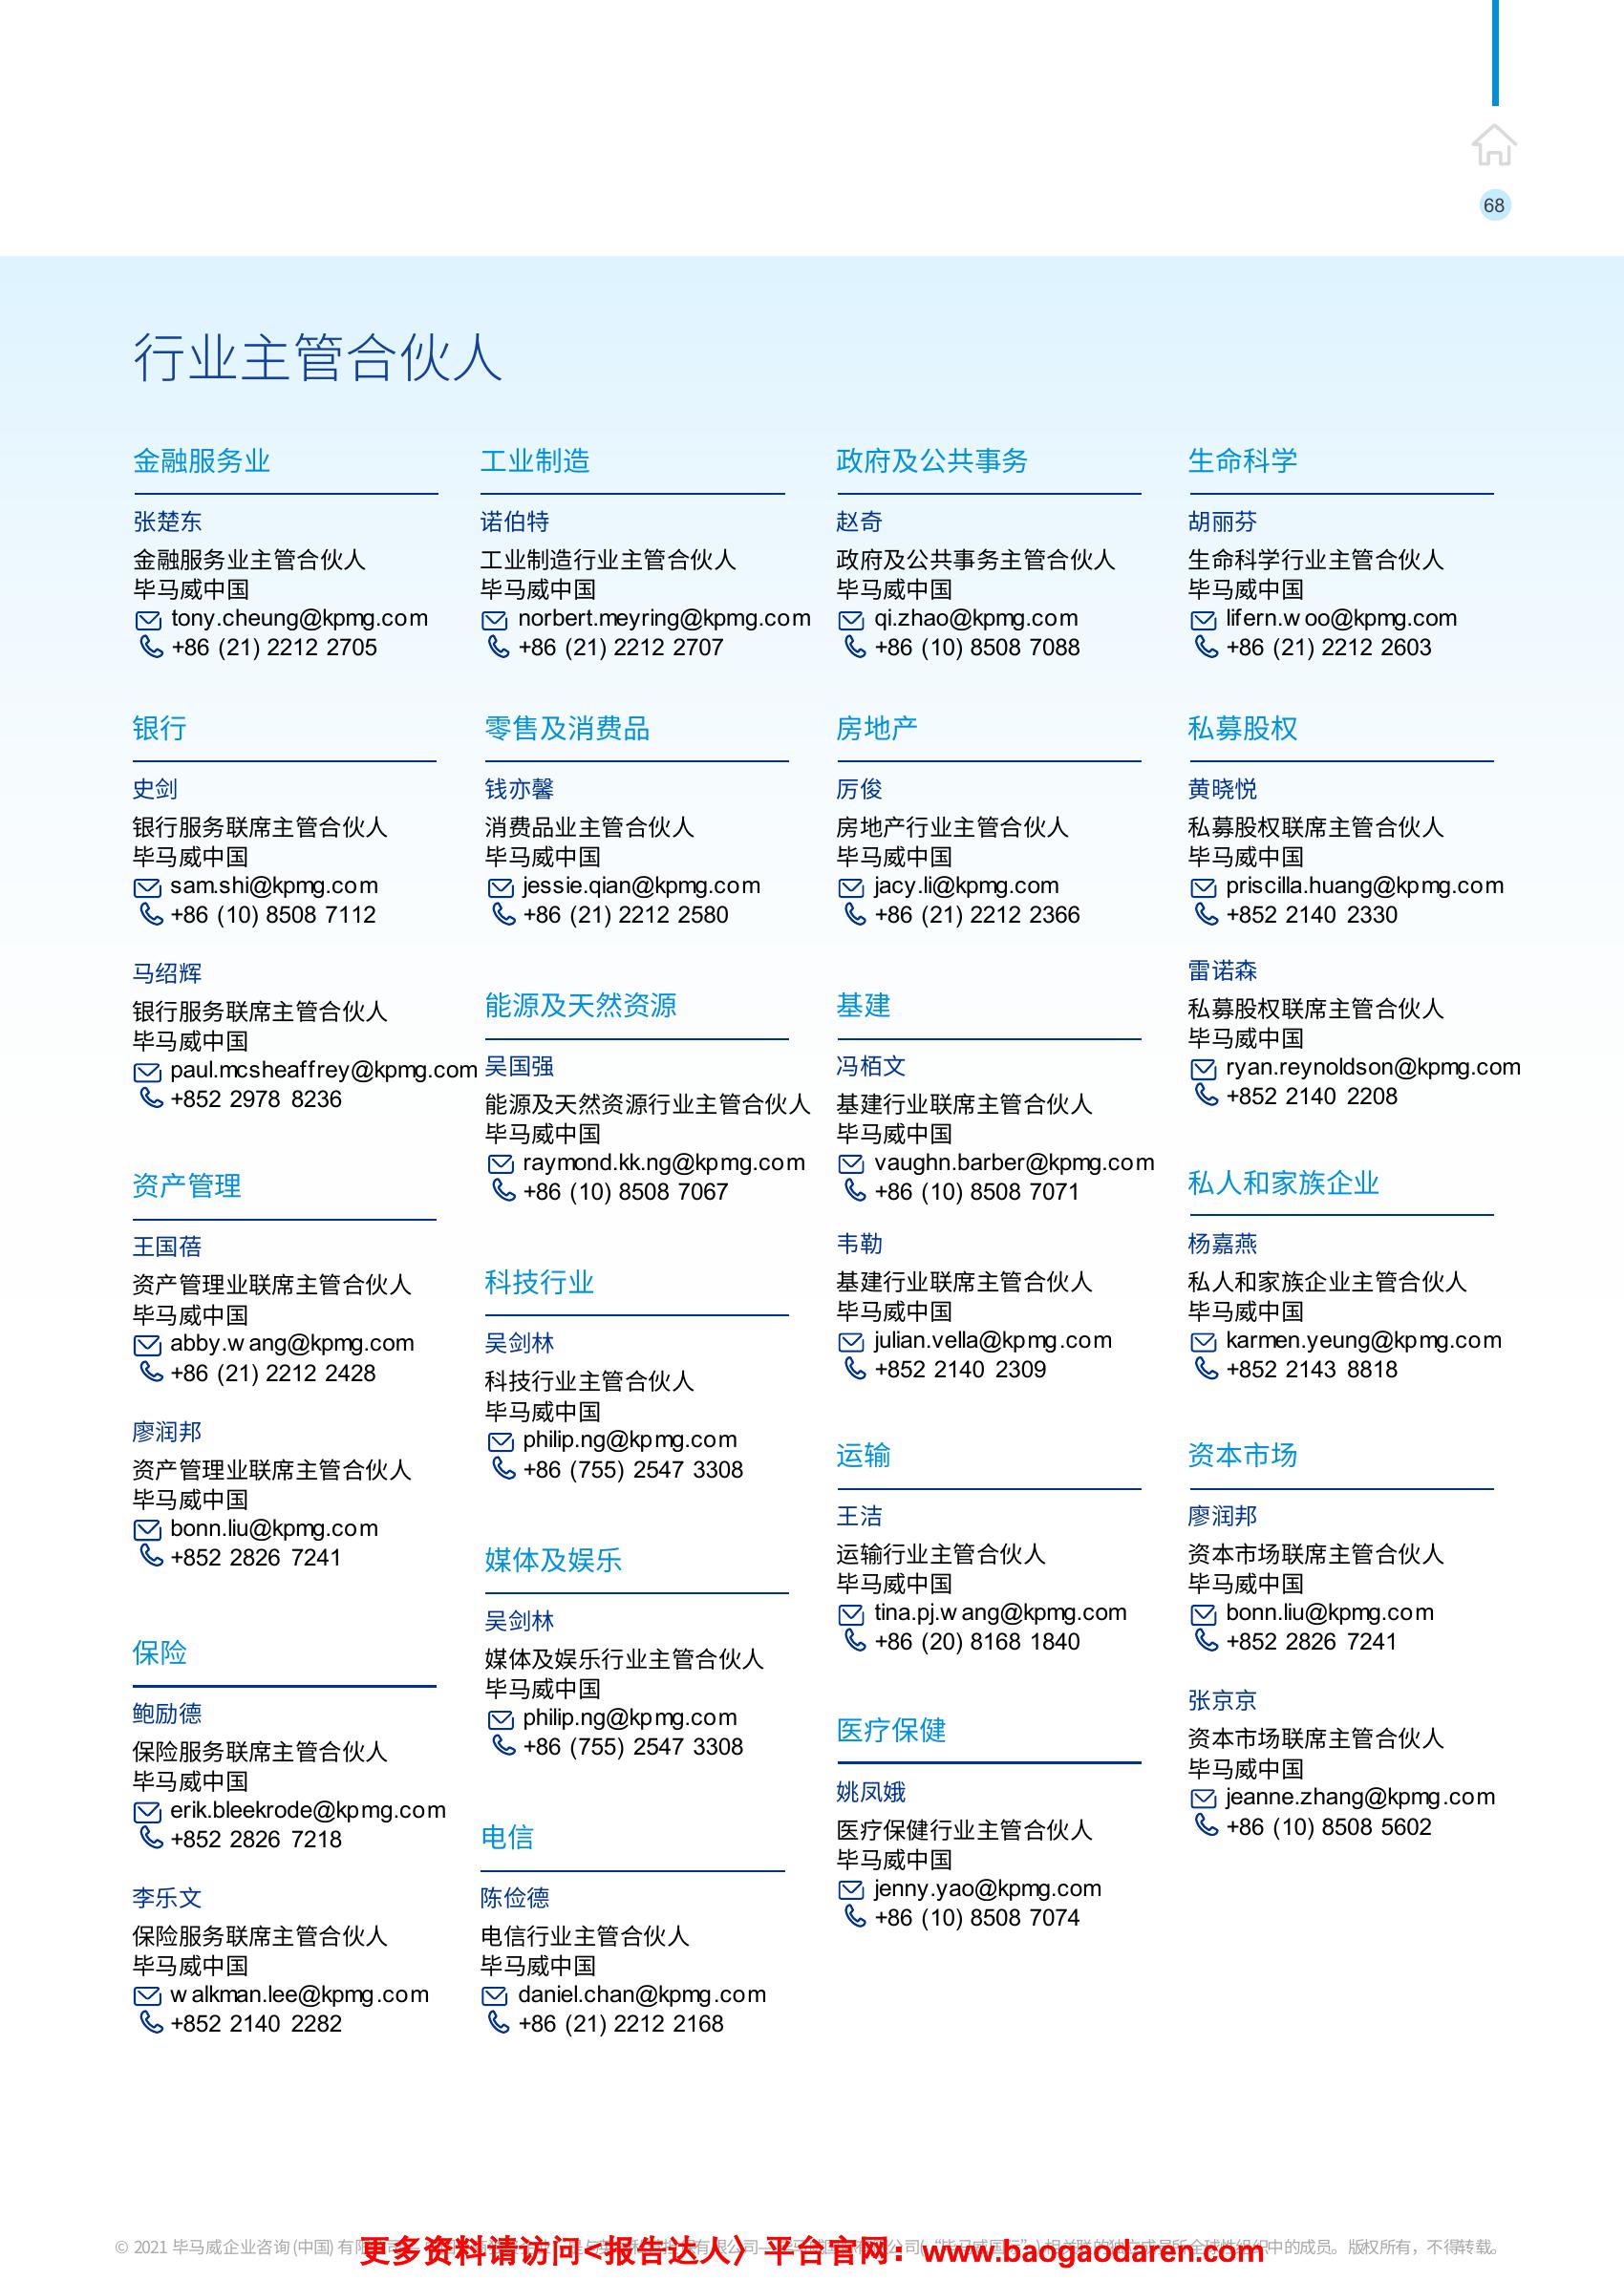 68
行业主管合伙人
金融服务业
张楚东
金融服务业主管合伙人
毕马威中国
tony.cheung@kpmg.com
+86 (21) 2212 2705
银行
史剑
银行服务联席主管合伙人
毕马威中国
sam.shi@kpmg.com
+86 (10) 8508 7112
马绍辉
银行服务联席主管合伙人
毕马威中国
paul.mcsheaffrey@kpmg.com
+852 2978 8236
资产管理
王国蓓
资产管理业联席主管合伙人
毕马威中国
abby.wang@kpmg.com
+86 (21) 2212 2428
廖润邦
资产管理业联席主管合伙人
毕马威中国
bonn.liu@kpmg.com
+852 2826 7241
保险
鲍励德
保险服务联席主管合伙人
毕马威中国
erik.bleekrode@kpmg.com
+852 2826 7218
李乐文
保险服务联席主管合伙人
毕马威中国
walkman.lee@kpmg.com
+852 2140 2282
工业制造
诺伯特
工业制造行业主管合伙人
毕马威中国
norbert.meyring@kpmg.com
+86 (21) 2212 2707
零售及消费品
钱亦馨
消费品业主管合伙人
毕马威中国
jessie.qian@kpmg.com
+86 (21) 2212 2580
能源及天然资源
吴国强
能源及天然资源行业主管合伙人
毕马威中国
raymond.kk.ng@kpmg.com
+86 (10) 8508 7067
科技行业
吴剑林
科技行业主管合伙人
毕马威中国
philip.ng@kpmg.com
+86 (755) 2547 3308
媒体及娱乐
吴剑林
媒体及娱乐行业主管合伙人
毕马威中国
philip.ng@kpmg.com
+86 (755) 2547 3308
电信
陈俭德
电信行业主管合伙人
毕马威中国
daniel.chan@kpmg.com
+86 (21) 2212 2168
政府及公共事务
赵奇
政府及公共事务主管合伙人
毕马威中国
qi.zhao@kpmg.com
+86 (10) 8508 7088
房地产
厉俊
房地产行业主管合伙人
毕马威中国
jacy.li@kpmg.com
+86 (21) 2212 2366
基建
冯栢文
基建行业联席主管合伙人
毕马威中国
vaughn.barber@kpmg.com
+86 (10) 8508 7071
韦勒
基建行业联席主管合伙人
毕马威中国
julian.vella@kpmg.com
+852 2140 2309
运输
王洁
运输行业主管合伙人
毕马威中国
tina.pj.wang@kpmg.com
+86 (20) 8168 1840
医疗保健
姚凤娥
医疗保健行业主管合伙人
毕马威中国
jenny.yao@kpmg.com
+86 (10) 8508 7074
生命科学
胡丽芬
生命科学行业主管合伙人
毕马威中国
lifern.woo@kpmg.com
+86 (21) 2212 2603
私募股权
黄晓悦
私募股权联席主管合伙人
毕马威中国
priscilla.huang@kpmg.com
+852 2140 2330
雷诺森
私募股权联席主管合伙人
毕马威中国
ryan.reynoldson@kpmg.com
+852 2140 2208
私人和家族企业
杨嘉燕
私人和家族企业主管合伙人
毕马威中国
karmen.yeung@kpmg.com
+852 2143 8818
资本市场
廖润邦
资本市场联席主管合伙人
毕马威中国
bonn.liu@kpmg.com
+852 2826 7241
张京京
资本市场联席主管合伙人
毕马威中国
jeanne.zhang@kpmg.com
+86 (10) 8508 5602
© 2021 毕马威企业咨询(中国)有限 中的成员。版权所有，不得转载。
更多资料请访问<报告达人〉平台官网：www.baogaodaren.com